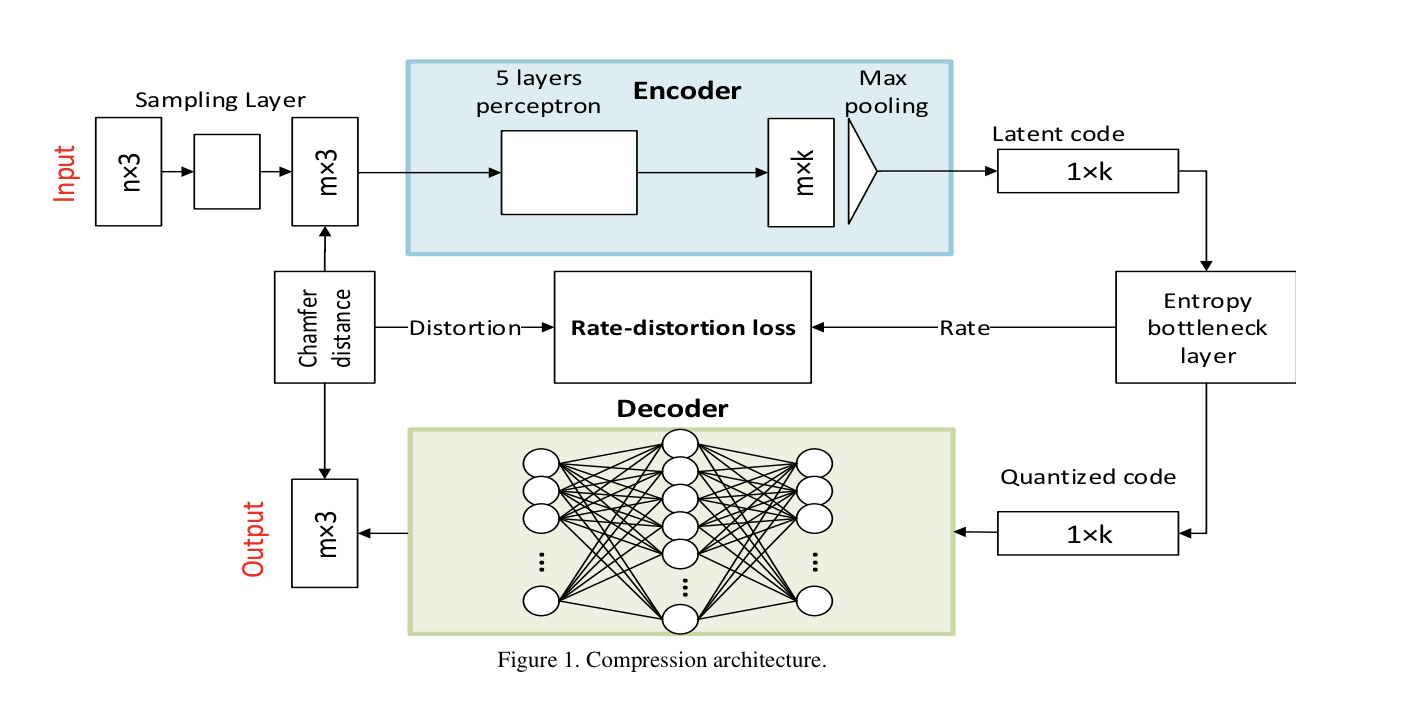 Sampling Layer
Input
n×3
m×3
5 layers
perceptron
Encoder
m×k
Max
pooling
Latent code
1×k
Chamfer
distance
Distortion
Rate-distortion loss
Rate
Entropy
bottleneck
layer
Decoder
Output
m×3
...
...
...
Quantized code
1×k
Figure 1. Compression architecture.